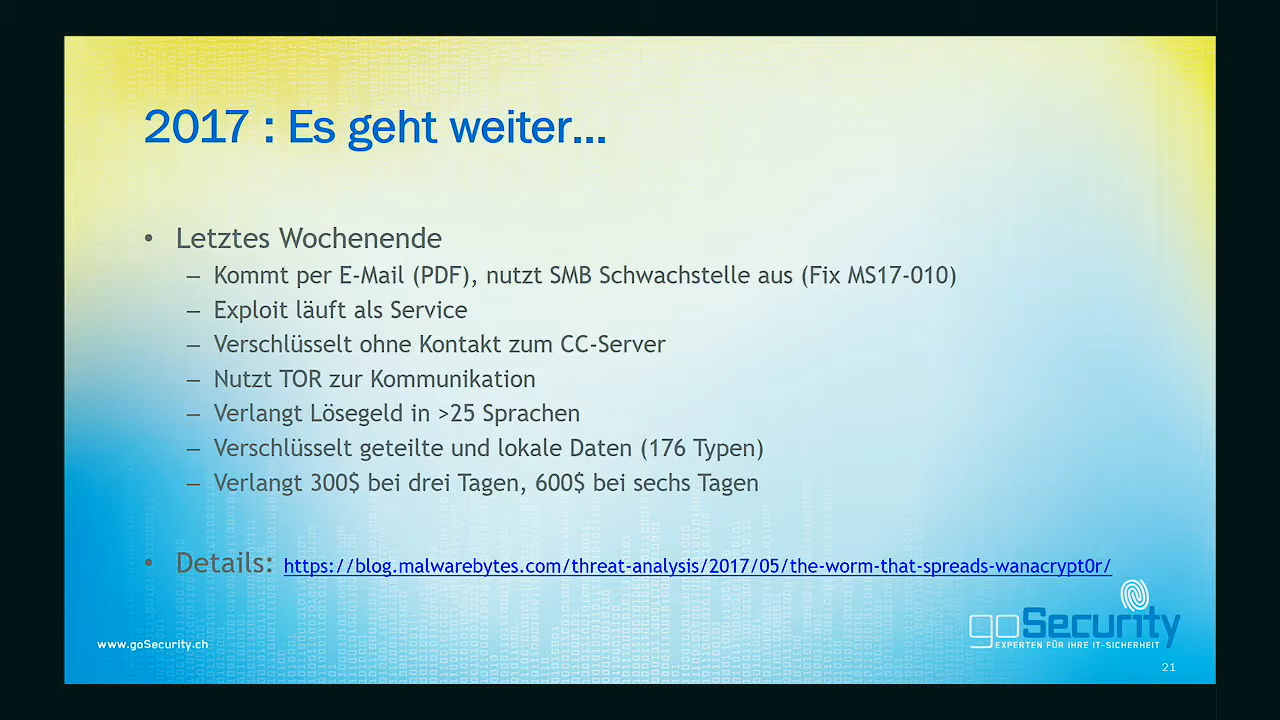 2017 : Es geht weiter...
• Letztes Wochenende
– Kommt per E-Mail (PDF), nutzt SMB Schwachstelle aus (Fix MS17-010)
– Exploit läuft als Service
– Verschlüsselt ohne Kontakt zum CC-Server
– Nutzt TOR zur Kommunikation
– Verlangt Lösegeld in >25 Sprachen
– Verschlüsselt geteilte und lokale Daten (176 Typen)
– Verlangt 300$ bei drei Tagen, 600$ bei sechs Tagen
• Details: https://blog.malwarebytes.com/threat-analysis/2017/05/the-worm-that-spreads-wanacrypt0r/
www.goSecurity.ch
goSecurity
EXPERTEN FÜR IHRE IT-SICHERHEIT
21